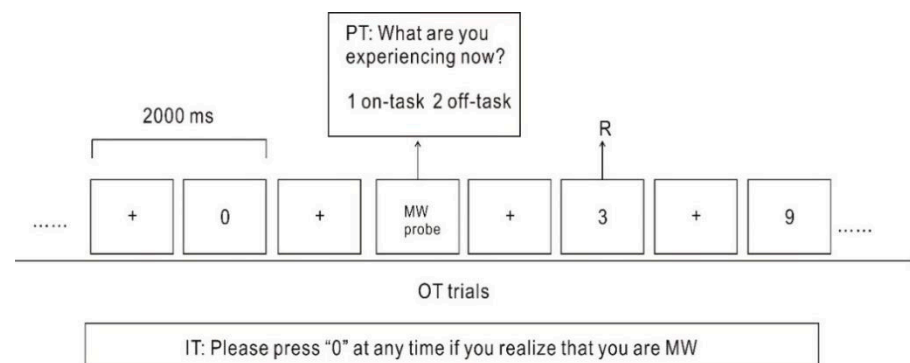 PT: What are you
experiencing now?
1 on-task 2 off-task
2000 ms
R
...... + 0 + MW probe + 3 + 9 ......
OT trials
IT: Please press “0” at any time if you realize that you are MW